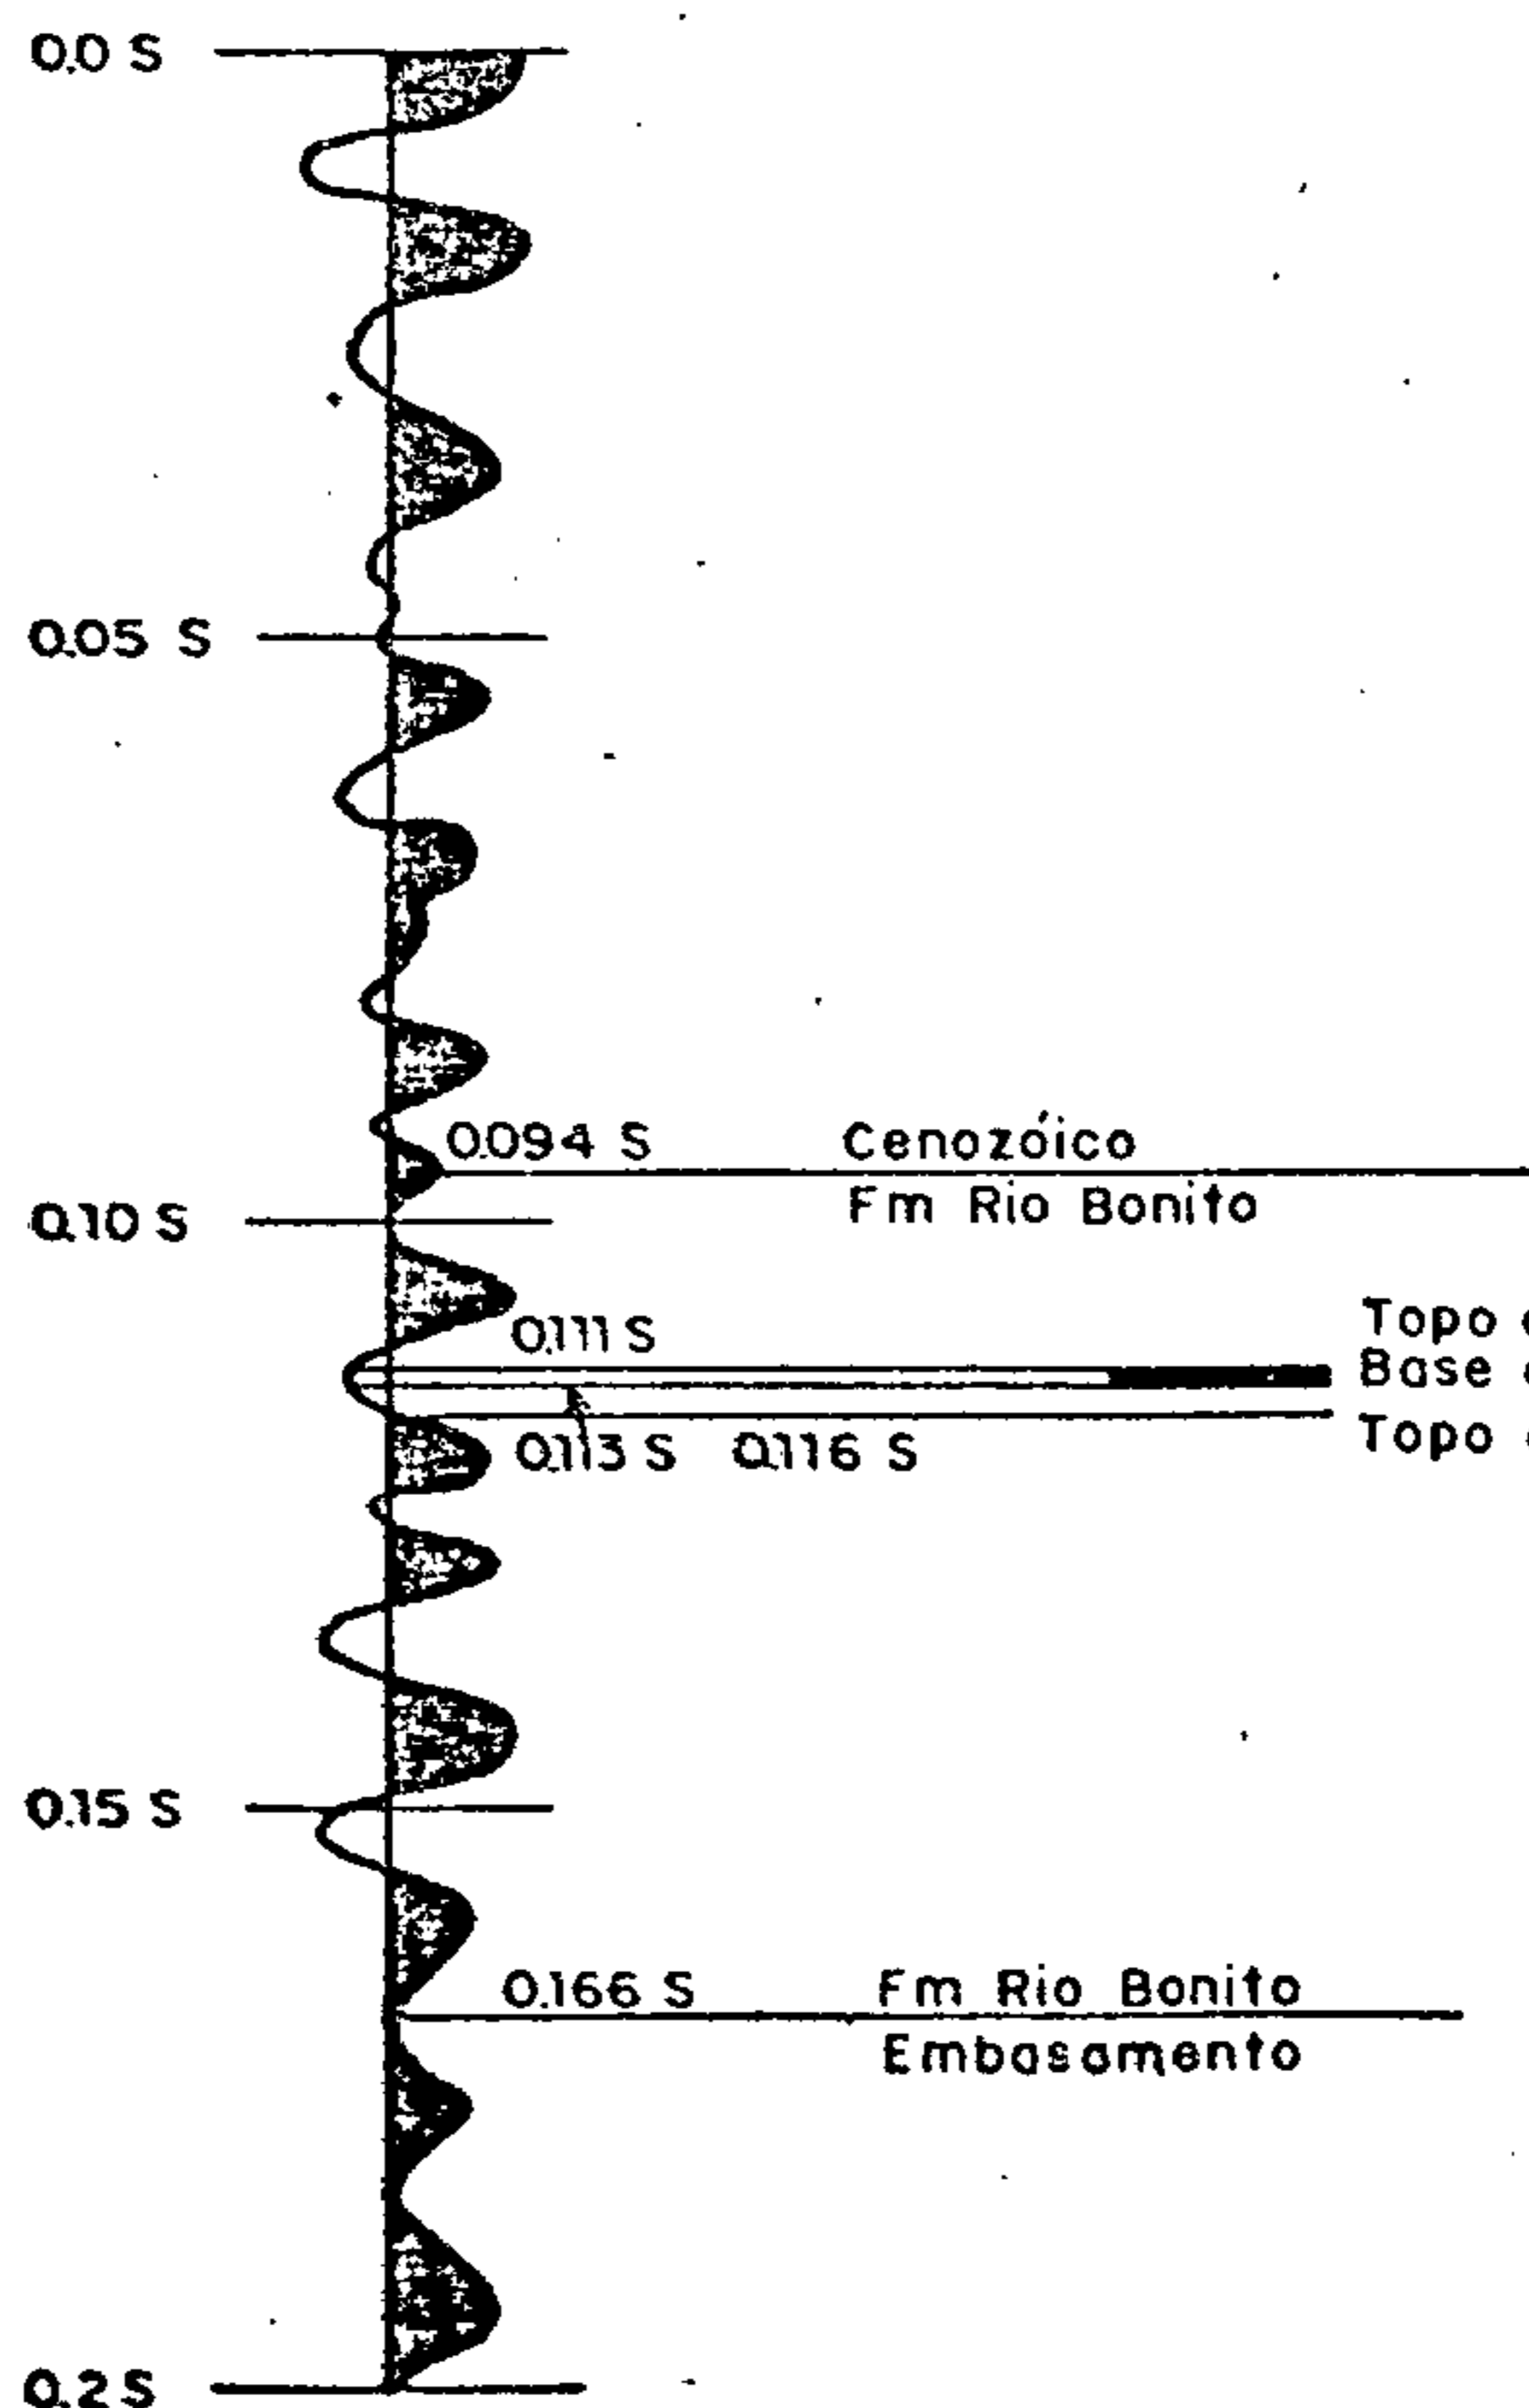 0.0 S
0.05 S
0.094 S Cenozóico
Fm Rio Bonito
0.10 S
0.111 S Topo
Base
0.113 S 0.116 S Topo
0.15 S
0.166 S Fm Rio Bonito
Embasamento
0.2 S